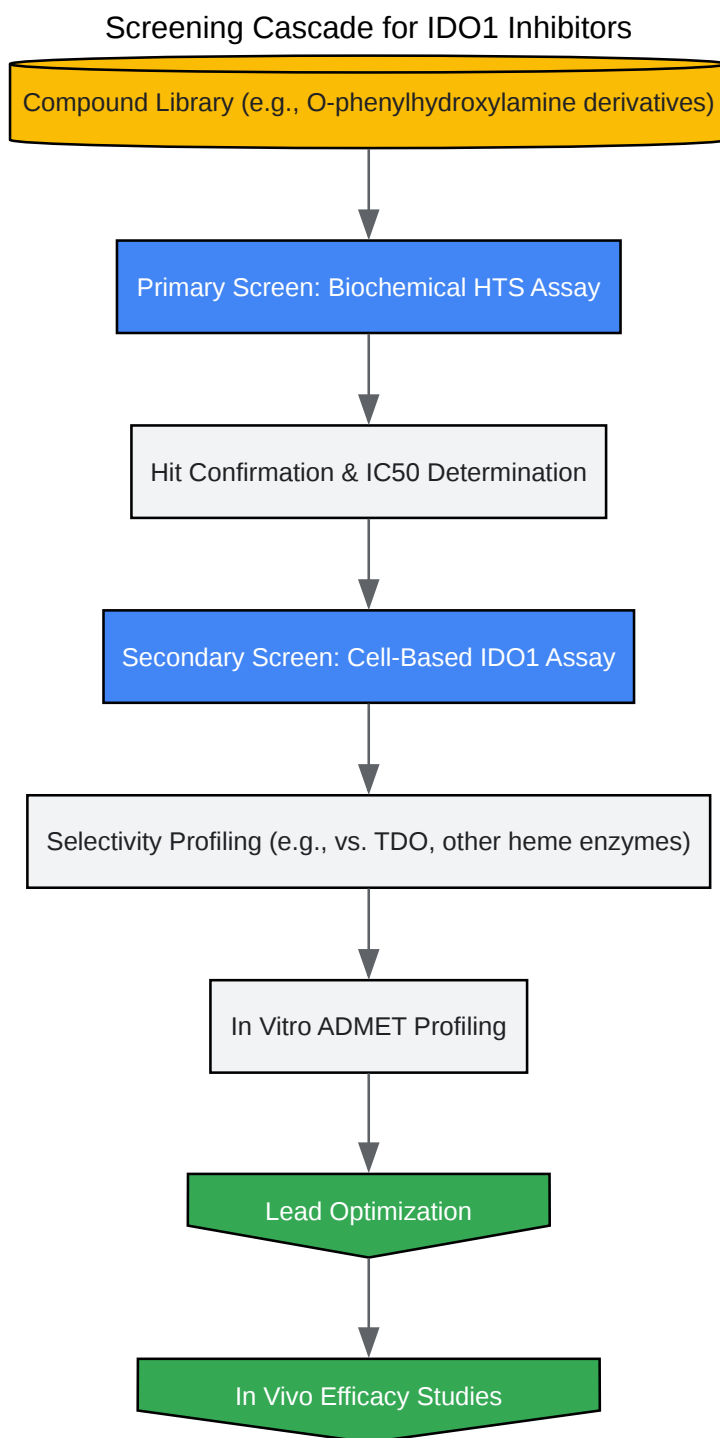 Screening Cascade for IDO1 Inhibitors
Compound Library (e.g., O-phenylhydroxylamine derivatives)
Primary Screen: Biochemical HTS Assay
Hit Confirmation & IC50 Determination
Secondary Screen: Cell-Based IDO1 Assay
Selectivity Profiling (e.g., vs. TDO, other heme enzymes)
In Vitro ADMET Profiling
Lead Optimization
In Vivo Efficacy Studies